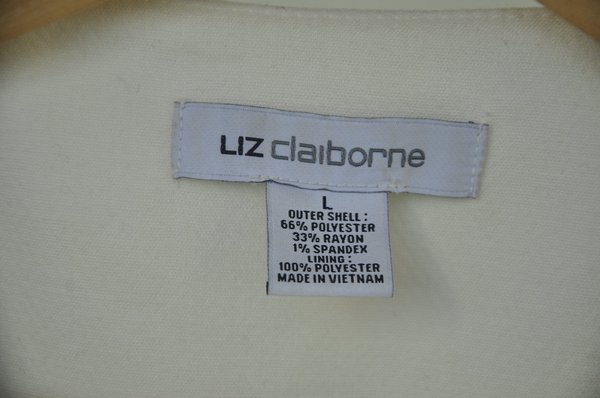 LIZ claiborne
L
OUTER SHELL:
66% POLYESTER
33% RAYON
1% SPANDEX
LINING:
100% POLYESTER
MADE IN VIETNAM